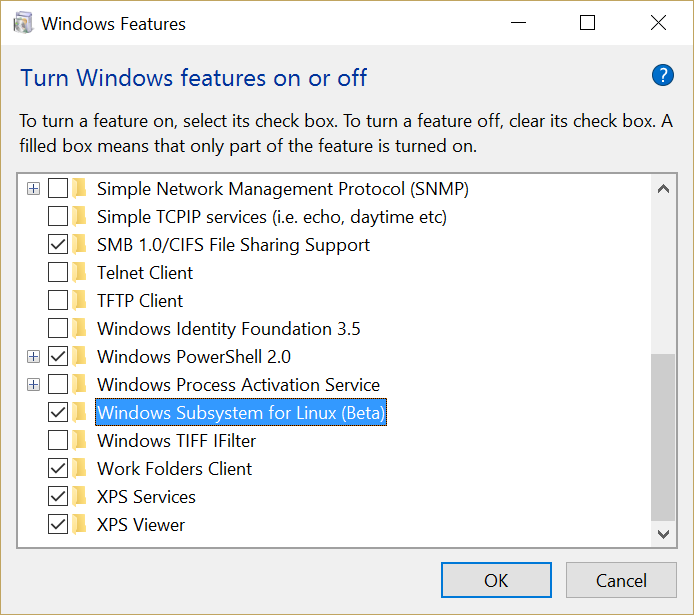 Windows Features
Turn Windows features on or off
?
To turn a feature on, select its check box. To turn a feature off, clear its check box. A
filled box means that only part of the feature is turned on.
Simple Network Management Protocol (SNMP)
Simple TCPIP services (i.e. echo, daytime etc)
SMB 1.0/CIFS File Sharing Support
Telnet Client
TFTP Client
Windows Identity Foundation 3.5
Windows PowerShell 2.0
Windows Process Activation Service
Windows Subsystem for Linux (Beta)
Windows TIFF IFilter
Work Folders Client
XPS Services
XPS Viewer
OK
Cancel